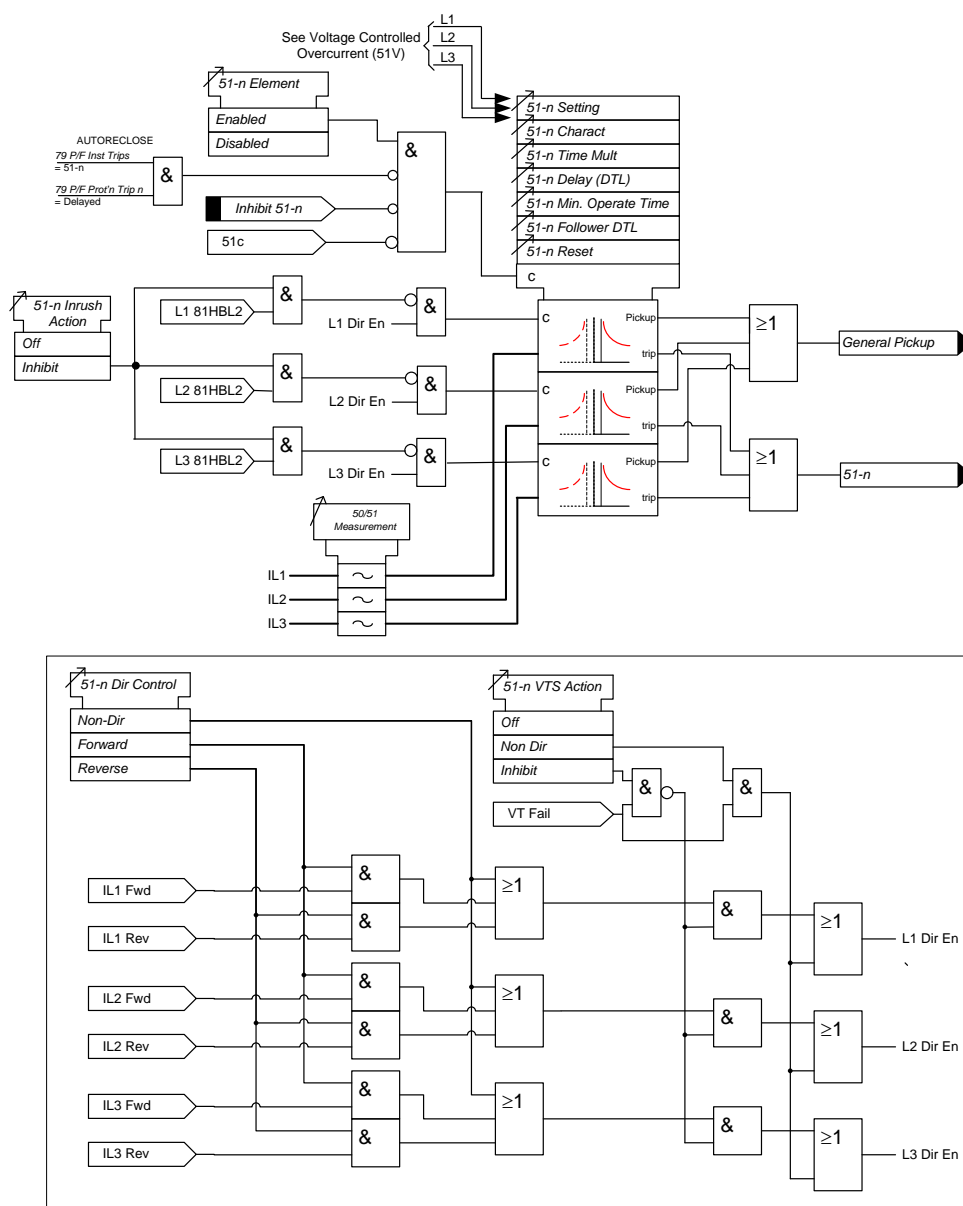 L1
See Voltage Controlled
Overcurrent (51V)
L2
L3
51-n Element
Enabled
Disabled
AUTORECLOSE
79 P/F Inst Trips
= 51-n
79 P/F Prot'n Trip n
= Delayed
&
&
Inhibit 51-n
51c
51-n Setting
51-n Charact
51-n Time Mult
51-n Delay (DTL)
51-n Min. Operate Time
51-n Follower DTL
51-n Reset
c
51-n Inrush
Action
Off
Inhibit
L1 81HBL2
&
L1 Dir En
&
c
Pickup
trip
L2 81HBL2
&
L2 Dir En
&
c
Pickup
trip
L3 81HBL2
&
L3 Dir En
&
c
Pickup
trip
≥1
General Pickup
≥1
51-n
50/51
Measurement
IL1
IL2
IL3
51-n Dir Control
Non-Dir
Forward
Reverse
51-n VTS Action
Off
Non Dir
Inhibit
VT Fail
&
&
IL1 Fwd
IL1 Rev
&
&
≥1
&
≥1
L1 Dir En
`
IL2 Fwd
IL2 Rev
&
&
≥1
&
≥1
L2 Dir En
IL3 Fwd
IL3 Rev
&
&
≥1
&
≥1
L3 Dir En